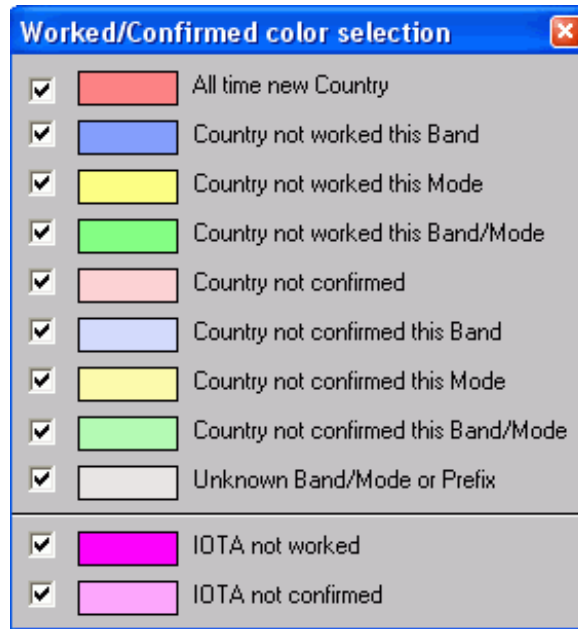 Worked/Confirmed color selection
All time new Country
Country not worked this Band
Country not worked this Mode
Country not worked this Band/Mode
Country not confirmed
Country not confirmed this Band
Country not confirmed this Mode
Country not confirmed this Band/Mode
Unknown Band/Mode or Prefix
IOTA not worked
IOTA not confirmed